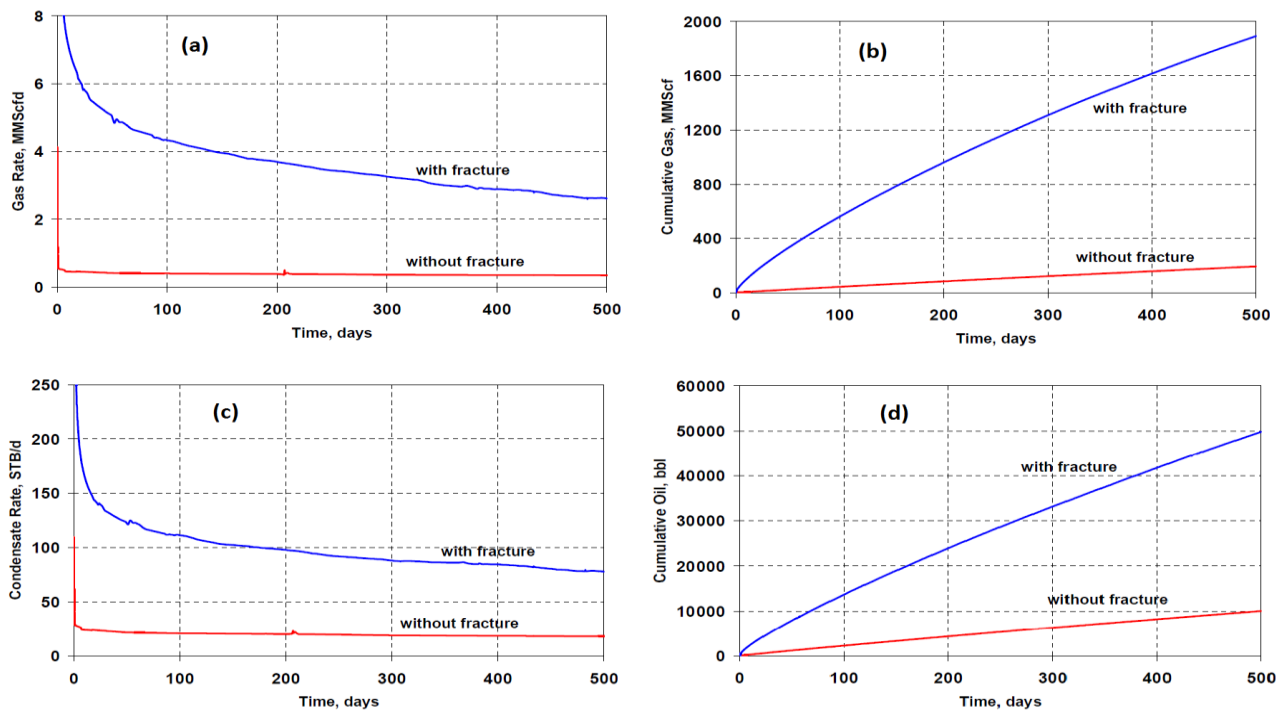 (a)
Gas Rate, MMScfd
8
6
4
2
0
with fracture
without fracture
0 100 200 300 400 500
Time, days
(b)
Cumulative Gas, MMScf
2000
1600
1200
800
400
0
with fracture
without fracture
0 100 200 300 400 500
Time, days
(c)
Condensate Rate, STB/d
250
200
150
100
50
0
with fracture
without fracture
0 100 200 300 400 500
Time, days
(d)
Cumulative Oil, bbl
60000
50000
40000
30000
20000
10000
0
with fracture
without fracture
0 100 200 300 400 500
Time, days